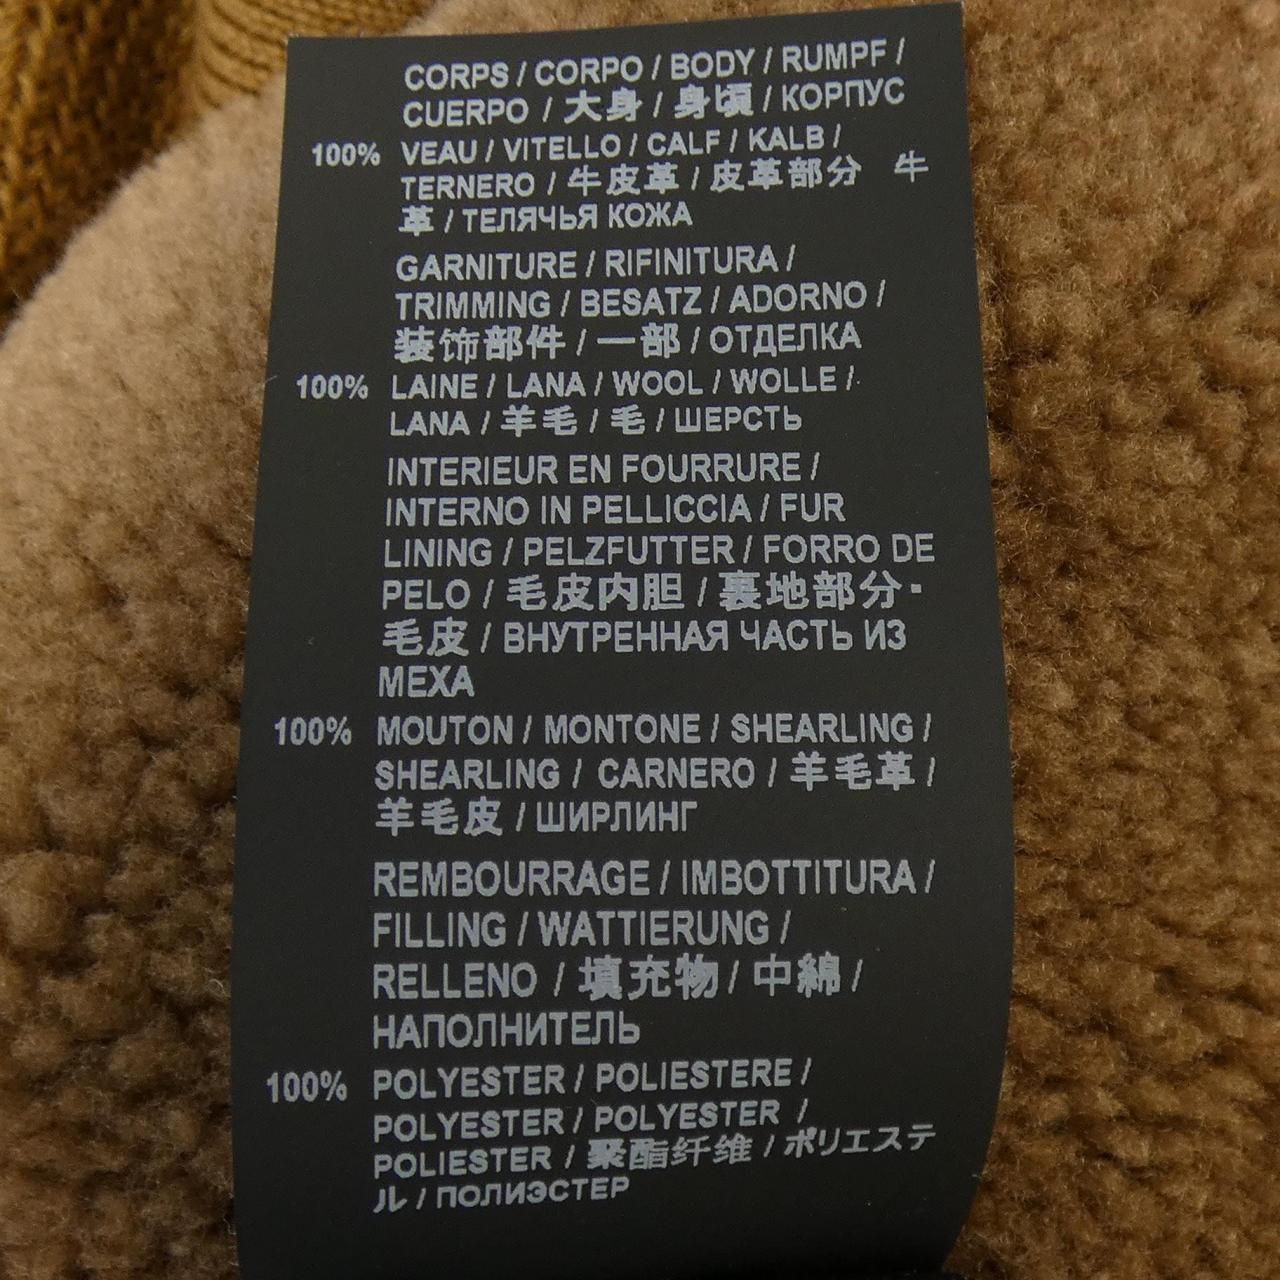 CORPS / CORPO / BODY / RUMPF /
CUERPO / 大身 / 身頃 / КОРПУС
100% VEAU / VITELLO / CALF / KALB /
TERNERO / 牛皮革 / 皮革部分 牛
革 / ТЕЛЯЧЬЯ КОЖА
GARNITURE / RIFINITURA /
TRIMMING / BESATZ / ADORNO /
装饰部件 / 一部 / ОТДЕЛКА
100% LAINE / LANA / WOOL / WOLLE /
LANA / 羊毛 / 毛 / ШЕРСТЬ
INTERIEUR EN FOURRURE /
INTERNO IN PELLICCIA / FUR
LINING / PELZFUTTER / FORRO DE
PELO / 毛皮内胆 / 裏地部分・
毛皮 / ВНУТРЕННАЯ ЧАСТЬ ИЗ
МЕХА
100% MOUTON / MONTONE / SHEARLING /
SHEARLING / CARNERO / 羊毛革 /
羊毛皮 / ШИРЛИНГ
REMBOURRAGE / IMBOTTITURA /
FILLING / WATTIERUNG /
RELLENO / 填充物 / 中綿 /
НАПОЛНИТЕЛЬ
100% POLYESTER / POLIESTERE /
POLYESTER / POLYESTER /
POLIESTER / 聚酯纤维 / ポリエステ
ル / ПОЛИЭСТЕР